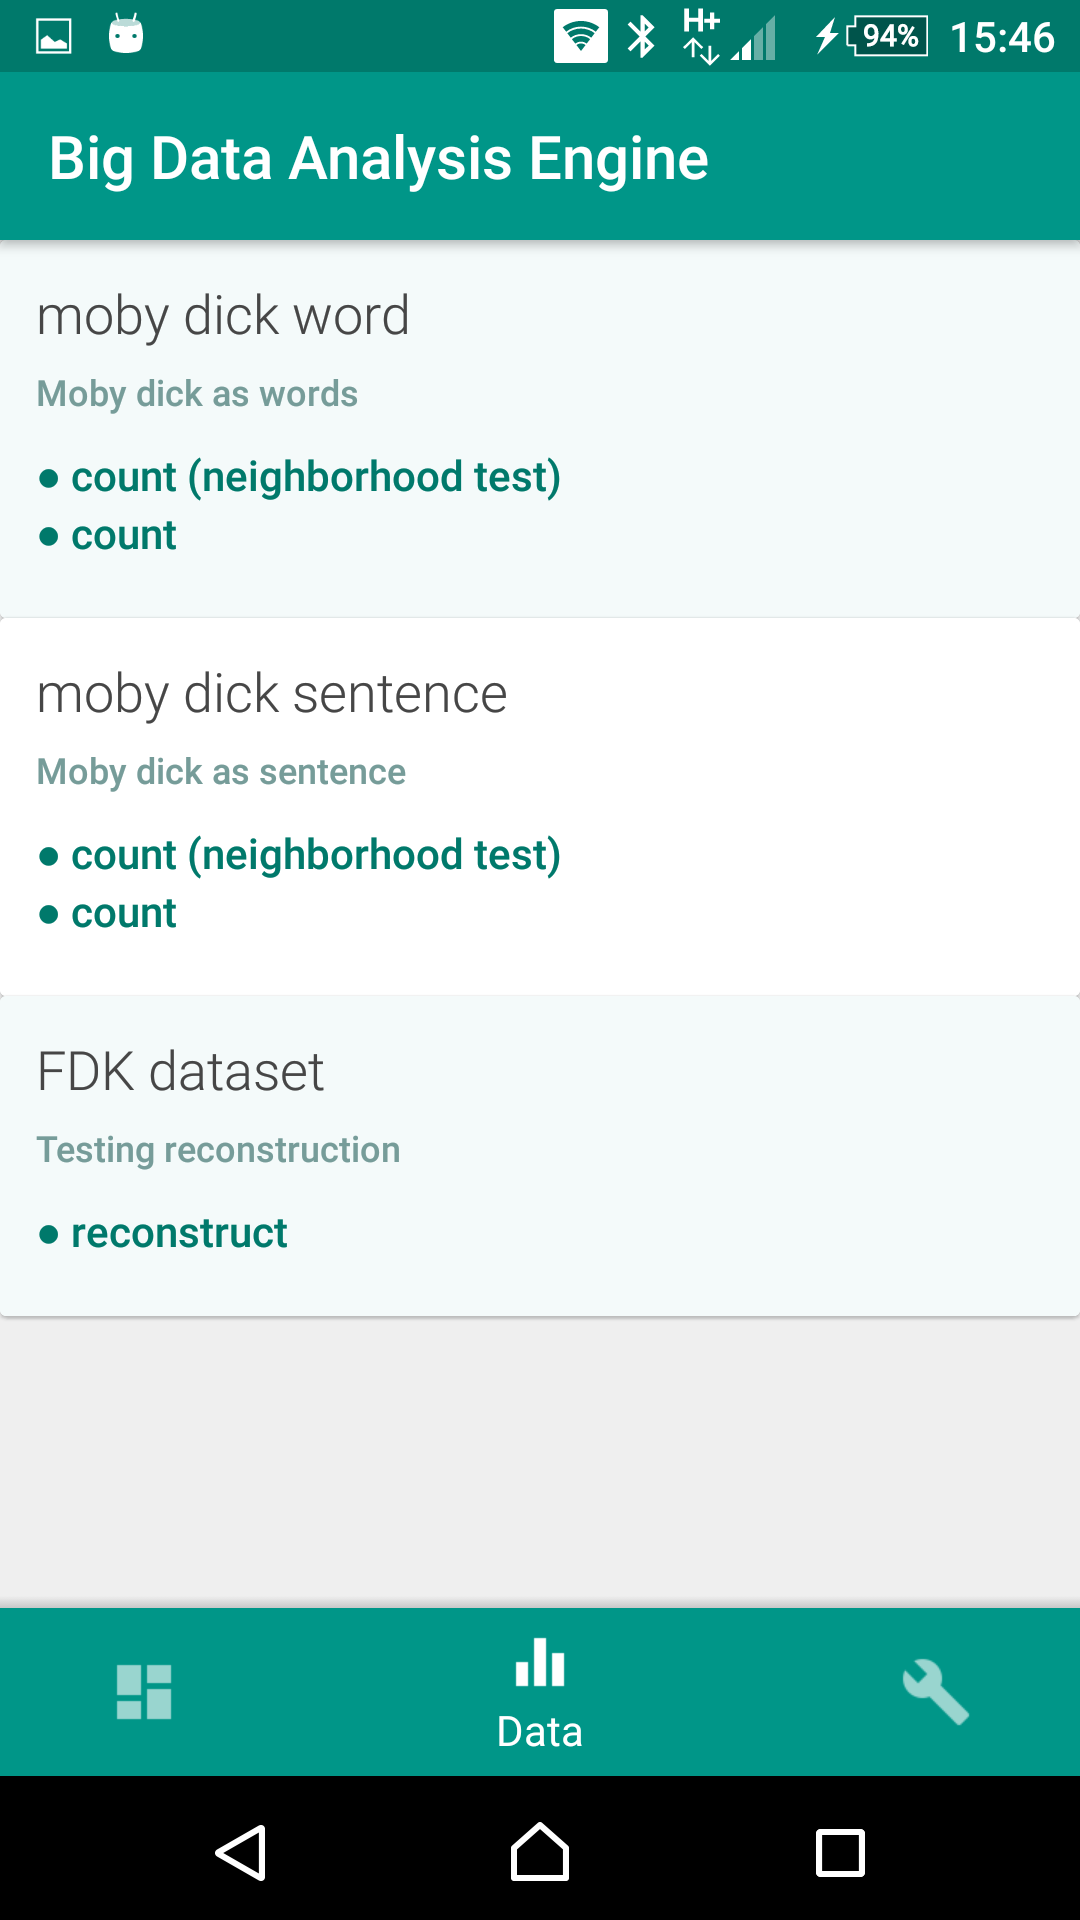 H+
94%
15:46
Big Data Analysis Engine
moby dick word
Moby dick as words
● count (neighborhood test)
● count
moby dick sentence
Moby dick as sentence
● count (neighborhood test)
● count
FDK dataset
Testing reconstruction
● reconstruct
Data